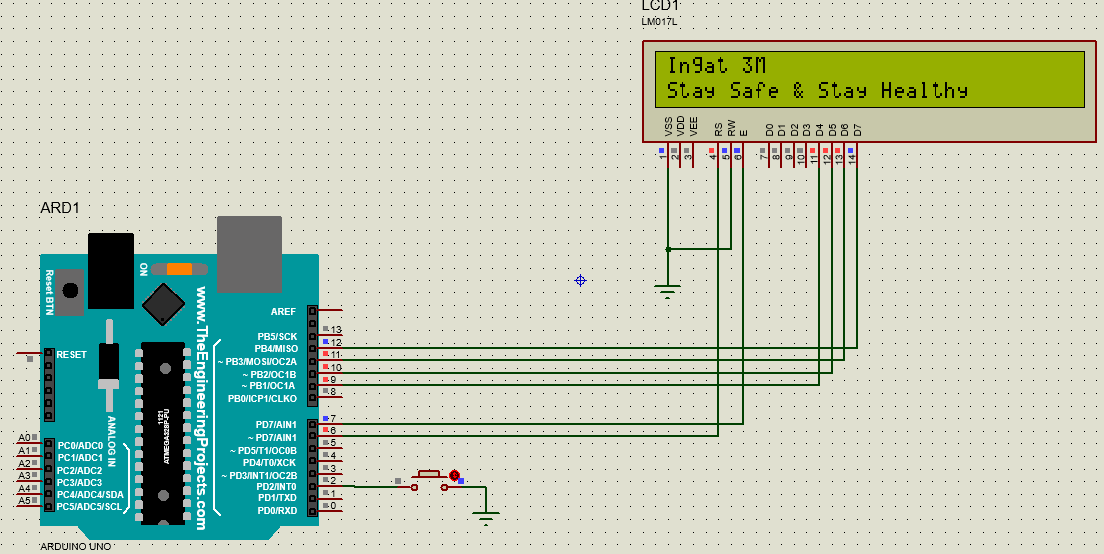 LCD1
LM017L
Ingat 3M
Stay Safe & Stay Healthy
VSS
VDD
VEE
RS
RW
E
D0
D1
D2
D3
D4
D5
D6
D7
1
2
3
4
5
6
7
8
9
10
11
12
13
14
ARD1
Reset BTN
ON
www.TheEngineeringProjects.com
RESET
ANALOG IN
1121
ATMEGA328P-PU
AREF
PB5/SCK 13
PB4/MISO 12
~ PB3/MOSI/OC2A 11
~ PB2/OC1B 10
~ PB1/OC1A 9
PB0/ICP1/CLKO 8
PD7/AIN1 7
~ PD7/AIN1 6
~ PD5/T1/OC0B 5
PD4/T0/XCK 4
~ PD3/INT1/OC2B 3
PD2/INT0 2
PD1/TXD 1
PD0/RXD 0
A0 PC0/ADC0
A1 PC1/ADC1
A2 PC2/ADC2
A3 PC3/ADC3
A4 PC4/ADC4/SDA
A5 PC5/ADC5/SCL
ARDUINO UNO